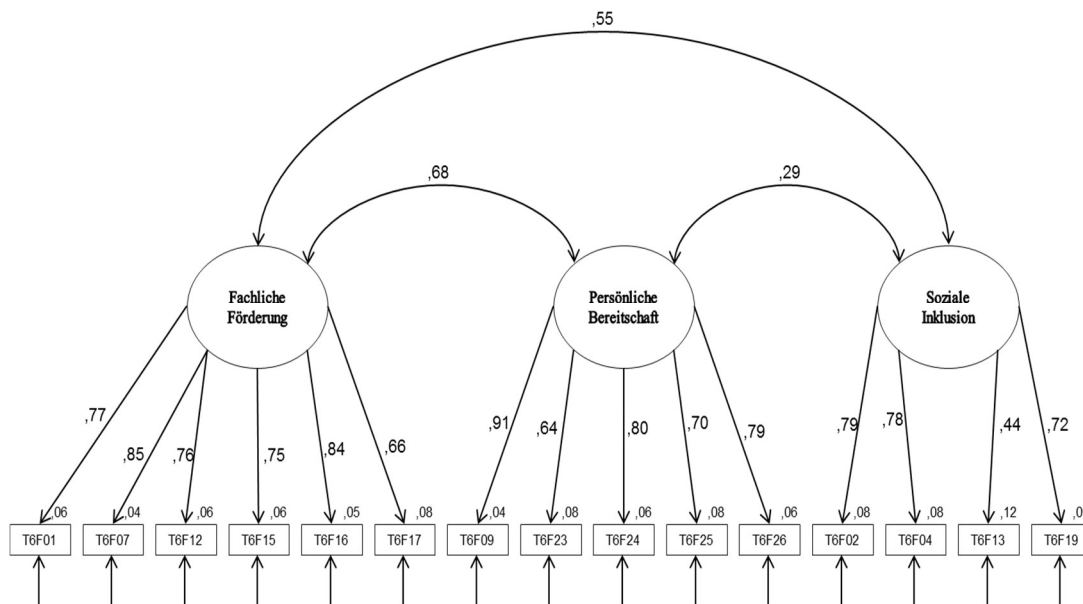 ,55
,68
,29
Fachliche
Förderung
Persönliche
Bereitschaft
Soziale
Inklusion
,77
,85
,76
,75
,84
,66
,91
,64
,80
,70
,79
,79
,78
,44
,72
,06
,04
,06
,06
,05
,08
,04
,08
,06
,08
,06
,08
,08
,12
,0
T6F01
T6F07
T6F12
T6F15
T6F16
T6F17
T6F09
T6F23
T6F24
T6F25
T6F26
T6F02
T6F04
T6F13
T6F19